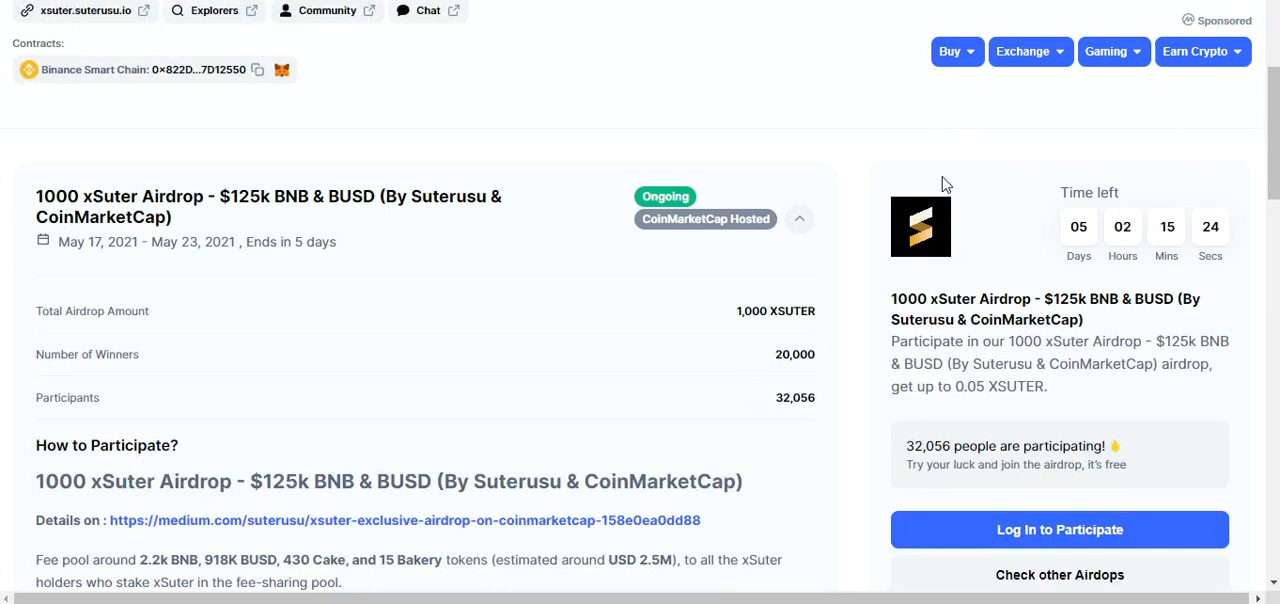 xsuter.suterusu.io Explorers Community Chat
Sponsored
Contracts:
Buy Exchange Gaming Earn Crypto
Binance Smart Chain: 0x822D...7D12550
1000 xSuter Airdrop - $125k BNB & BUSD (By Suterusu &
CoinMarketCap)
Ongoing
CoinMarketCap Hosted
May 17, 2021 - May 23, 2021 , Ends in 5 days
Total Airdrop Amount 1,000 XSUTER
Number of Winners 20,000
Participants 32,056
How to Participate?
1000 xSuter Airdrop - $125k BNB & BUSD (By Suterusu & CoinMarketCap)
Details on : https://medium.com/suterusu/xsuter-exclusive-airdrop-on-coinmarketcap-158e0ea0dd88
Fee pool around 2.2k BNB, 918K BUSD, 430 Cake, and 15 Bakery tokens (estimated around USD 2.5M), to all the xSuter
holders who stake xSuter in the fee-sharing pool.
Time left
05 02 15 24
Days Hours Mins Secs
1000 xSuter Airdrop - $125k BNB & BUSD (By
Suterusu & CoinMarketCap)
Participate in our 1000 xSuter Airdrop - $125k BNB
& BUSD (By Suterusu & CoinMarketCap) airdrop,
get up to 0.05 XSUTER.
32,056 people are participating!
Try your luck and join the airdrop, it's free
Log In to Participate
Check other Airdops